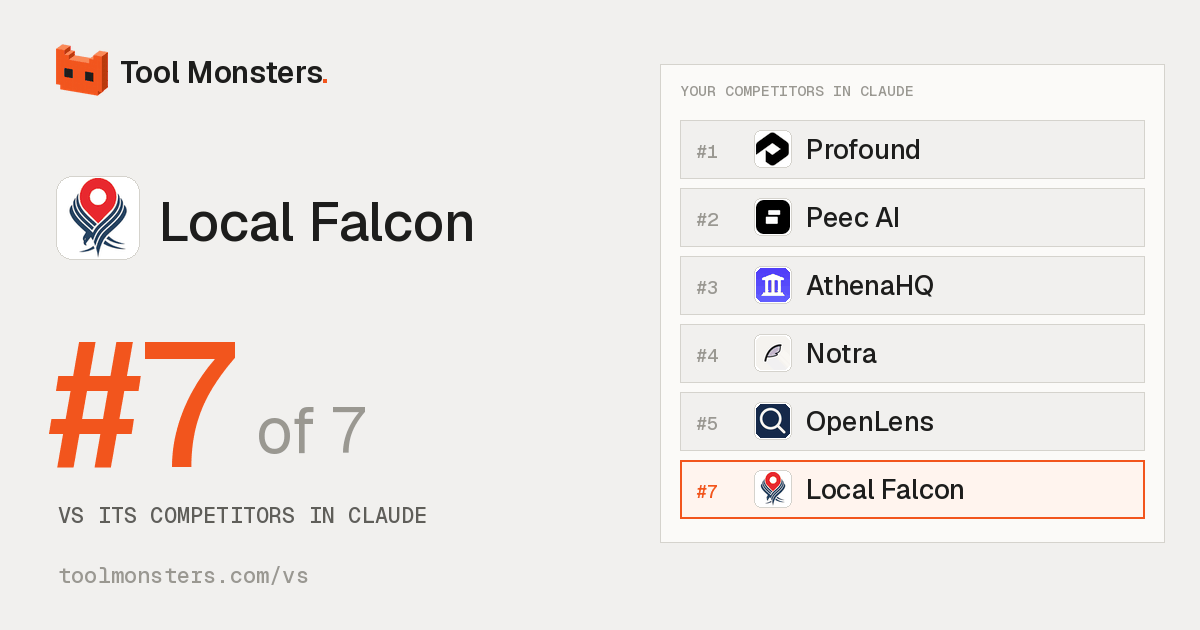 Tool Monsters.
Local Falcon
#7 of 7
VS ITS COMPETITORS IN CLAUDE
toolmonsters.com/vs
YOUR COMPETITORS IN CLAUDE
#1 Profound
#2 Peec AI
#3 AthenaHQ
#4 Notra
#5 OpenLens
#7 Local Falcon